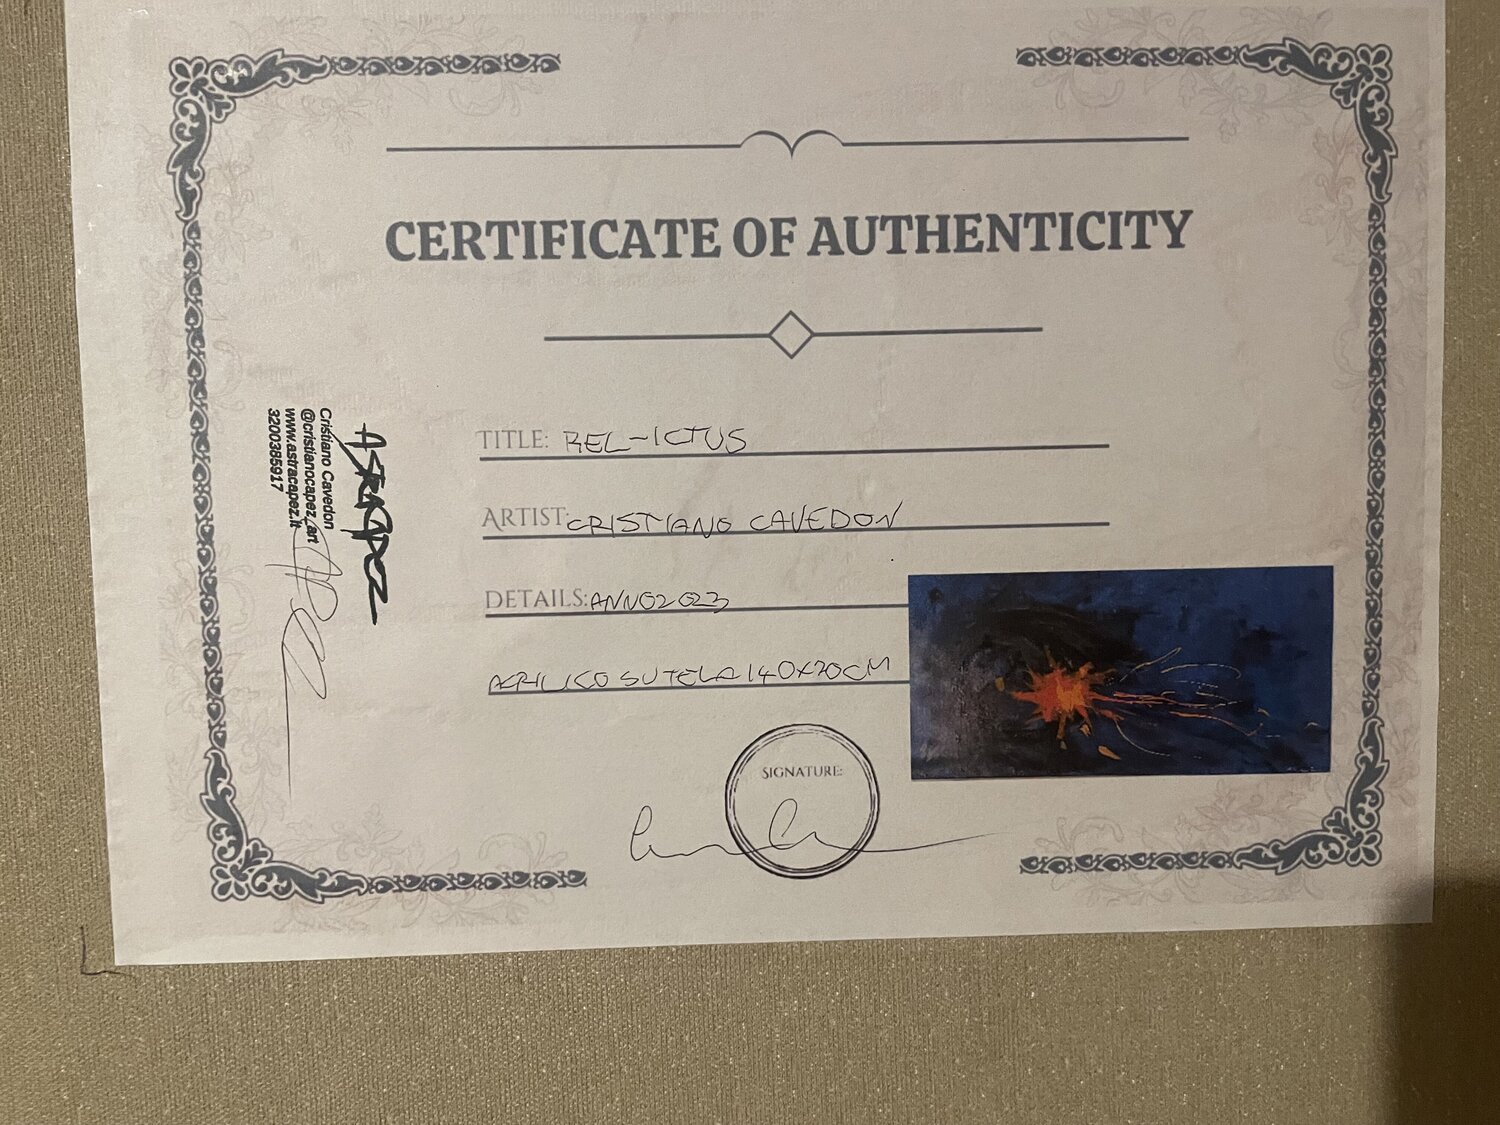 CERTIFICATE OF AUTHENTICITY
TITLE: REL-ICTUS
ARTIST: CRISTIANO CAVEDON
DETAILS: ANNO 2023
ACRILICO SU TELA 140X70CM
SIGNATURE:
ASTRACAPEZ
Cristiano Cavedon
@cristianocapez_art
www.astracapez.it
3200385917